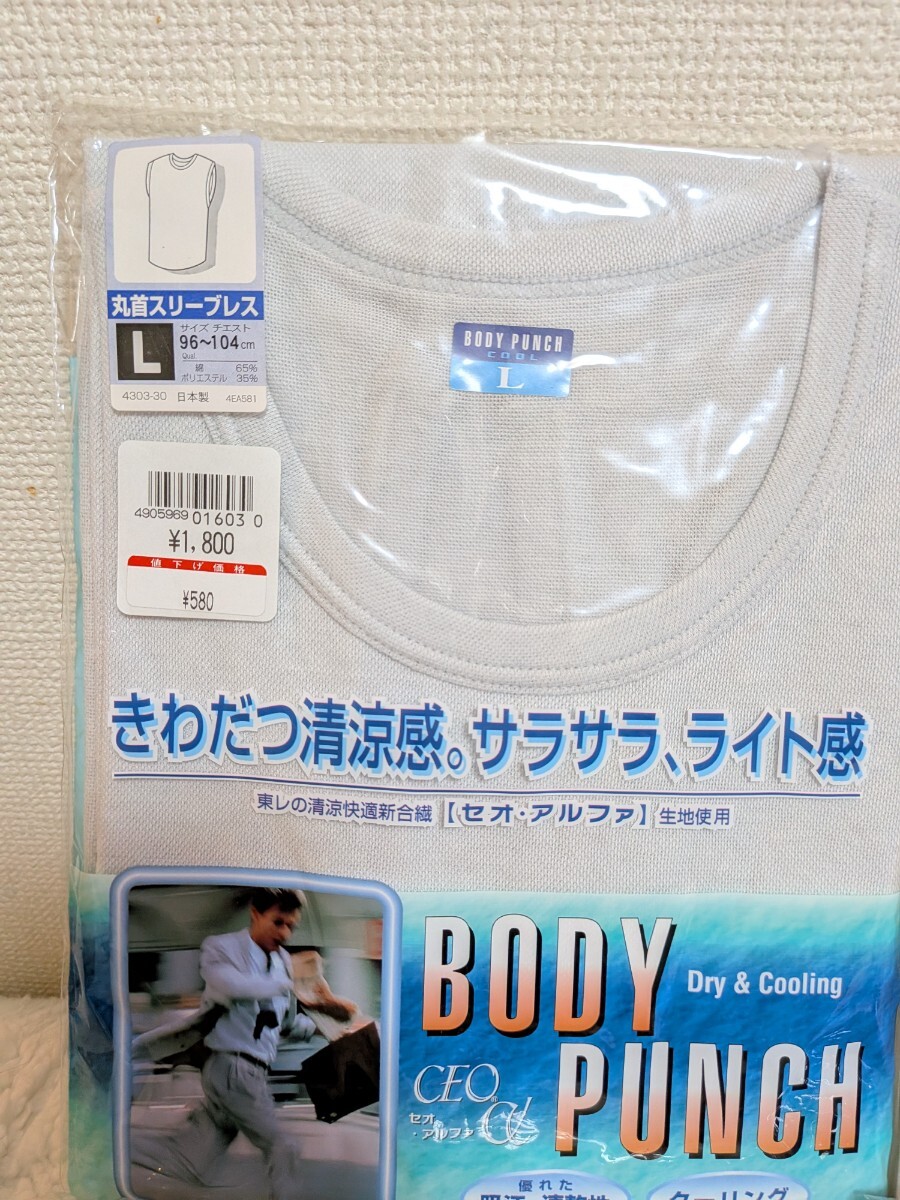 丸首スリーブレス
L
サイズ チエスト
96～104cm
Qual.
綿 65%
ポリエステル 35%
4303-30 日本製 4EA581
BODY PUNCH
COOL
L
4905969 01603 0
¥1,800
値下げ価格
¥580
きわだつ清涼感。サラサラ、ライト感
東レの清涼快適新合繊【セオ・アルファ】生地使用
BODY
Dry & Cooling
PUNCH
CEO α
セオ
・アルファ
優れた
クーリング